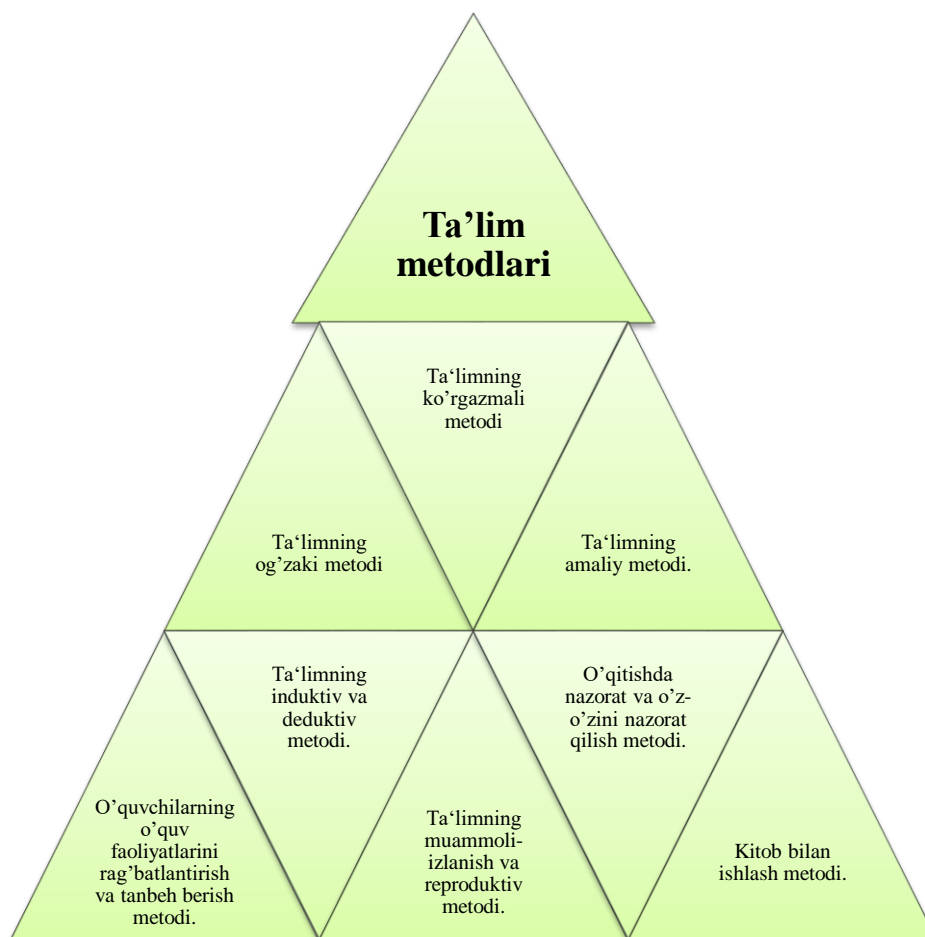 Ta’lim
metodlari
Ta‘limning
ko’rgazmali
metodi
Ta‘limning
og’zaki metodi
Ta‘limning
amaliy metodi.
Ta‘limning
induktiv va
deduktiv
metodi.
O’qitishda
nazorat va o’z-
o’zini nazorat
qilish metodi.
O’quvchilarning
o’quv
faoliyatlarini
rag’batlantirish
va tanbeh berish
metodi.
Ta‘limning
muammoli-
izlanish va
reproduktiv
metodi.
Kitob bilan
ishlash metodi.